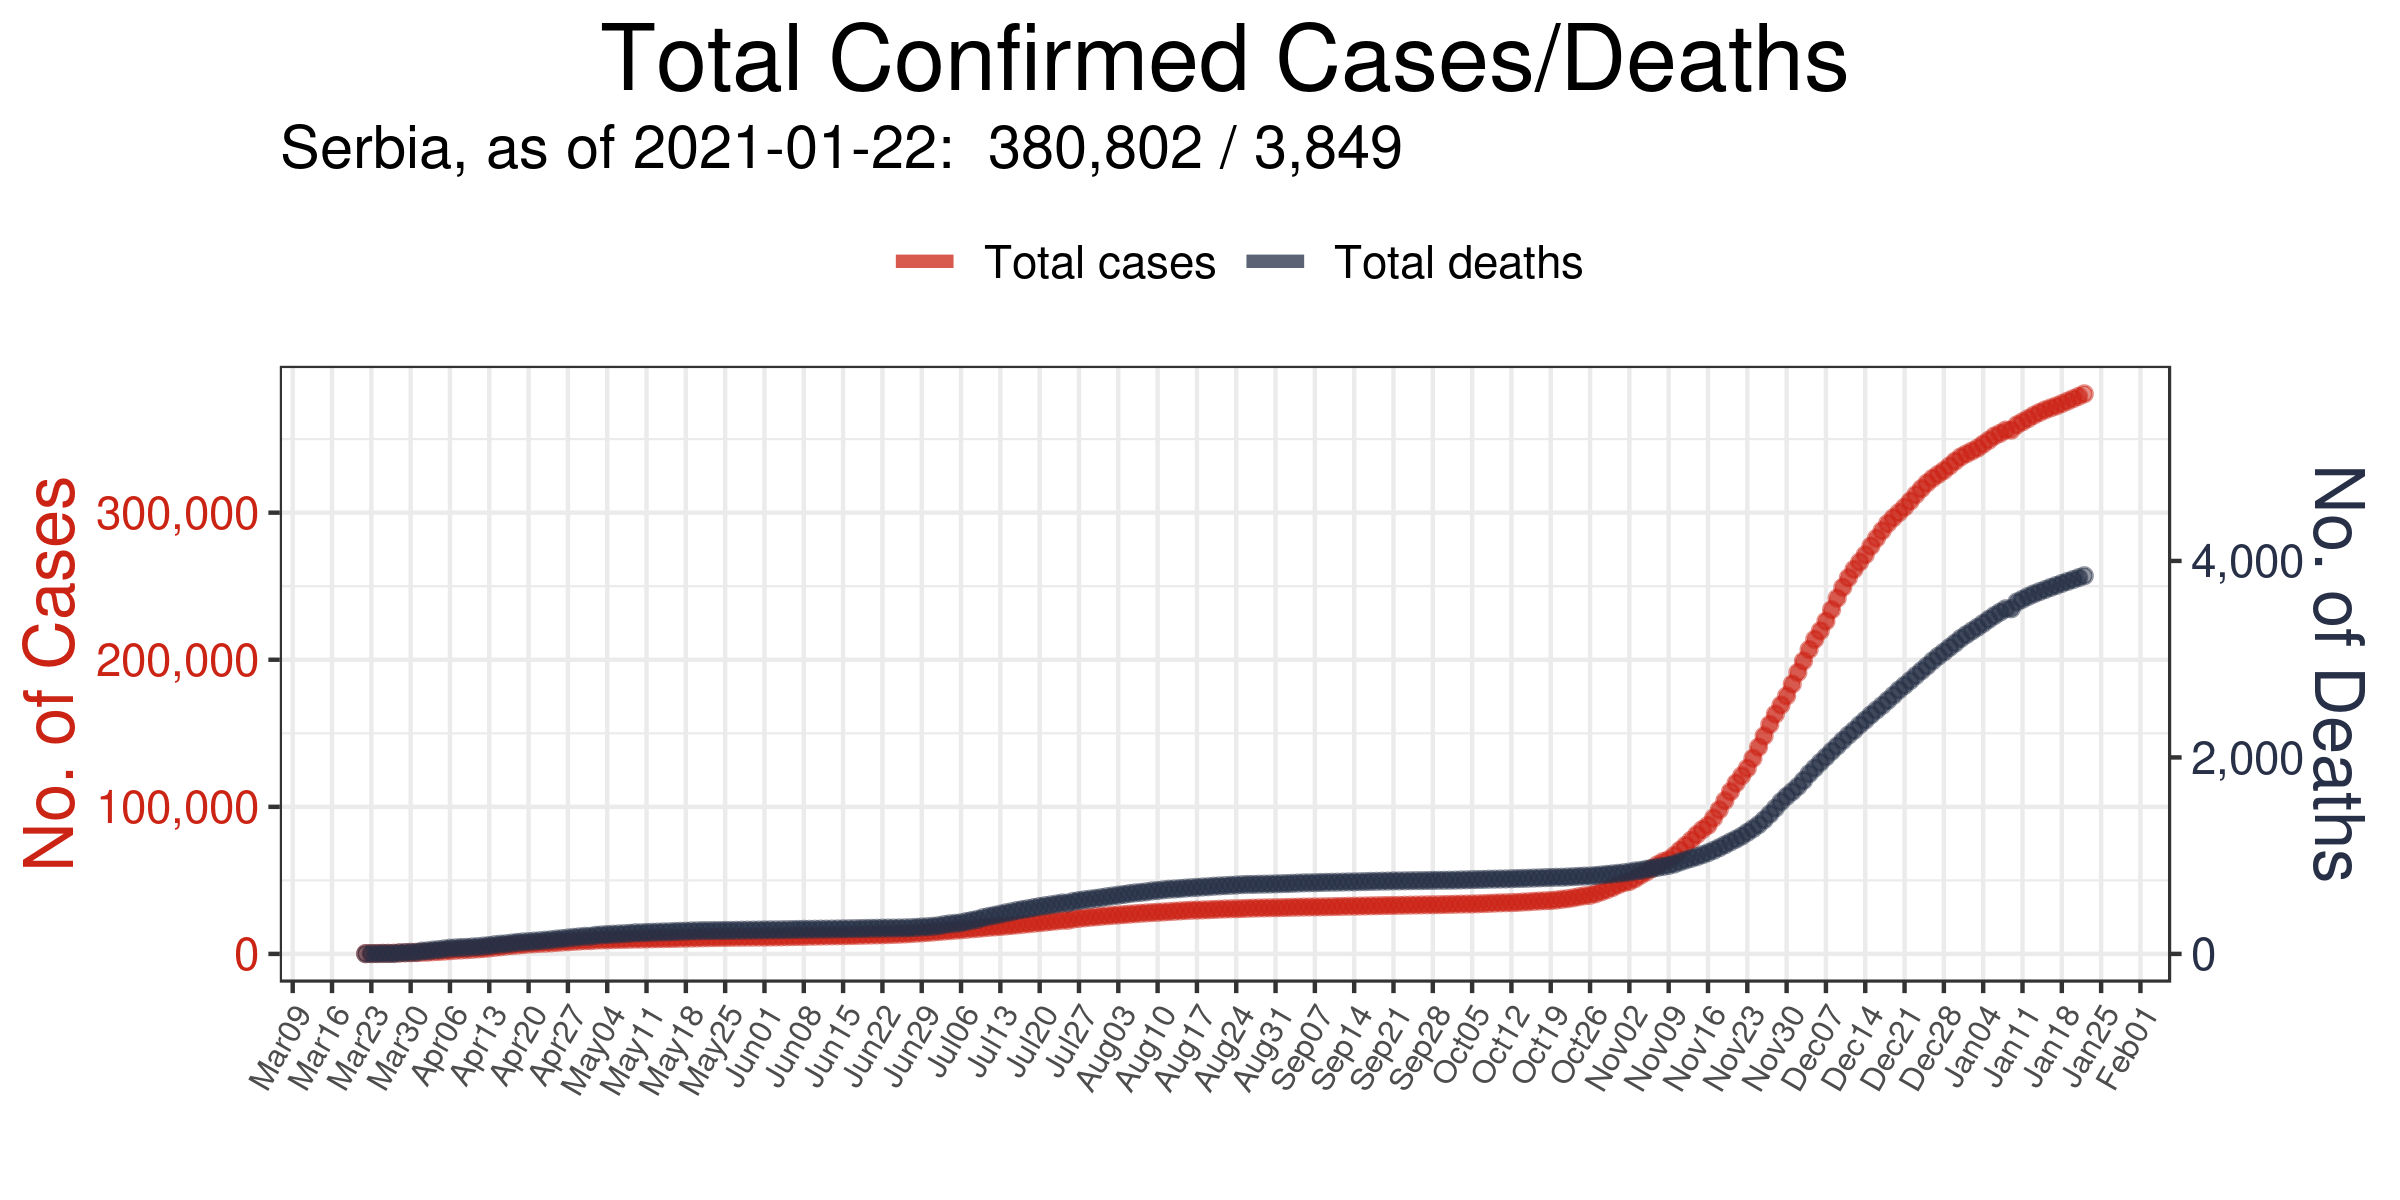 Total Confirmed Cases/Deaths
Serbia, as of 2021-01-22:  380,802 / 3,849
Total cases
Total deaths
No. of Cases
300,000
200,000
100,000
0
4,000
2,000
0
No. of Deaths
Mar09
Mar16
Mar23
Mar30
Apr06
Apr13
Apr20
Apr27
May04
May11
May18
May25
Jun01
Jun08
Jun15
Jun22
Jun29
Jul06
Jul13
Jul20
Jul27
Aug03
Aug10
Aug17
Aug24
Aug31
Sep07
Sep14
Sep21
Sep28
Oct05
Oct12
Oct19
Oct26
Nov02
Nov09
Nov16
Nov23
Nov30
Dec07
Dec14
Dec21
Dec28
Jan04
Jan11
Jan18
Jan25
Feb01